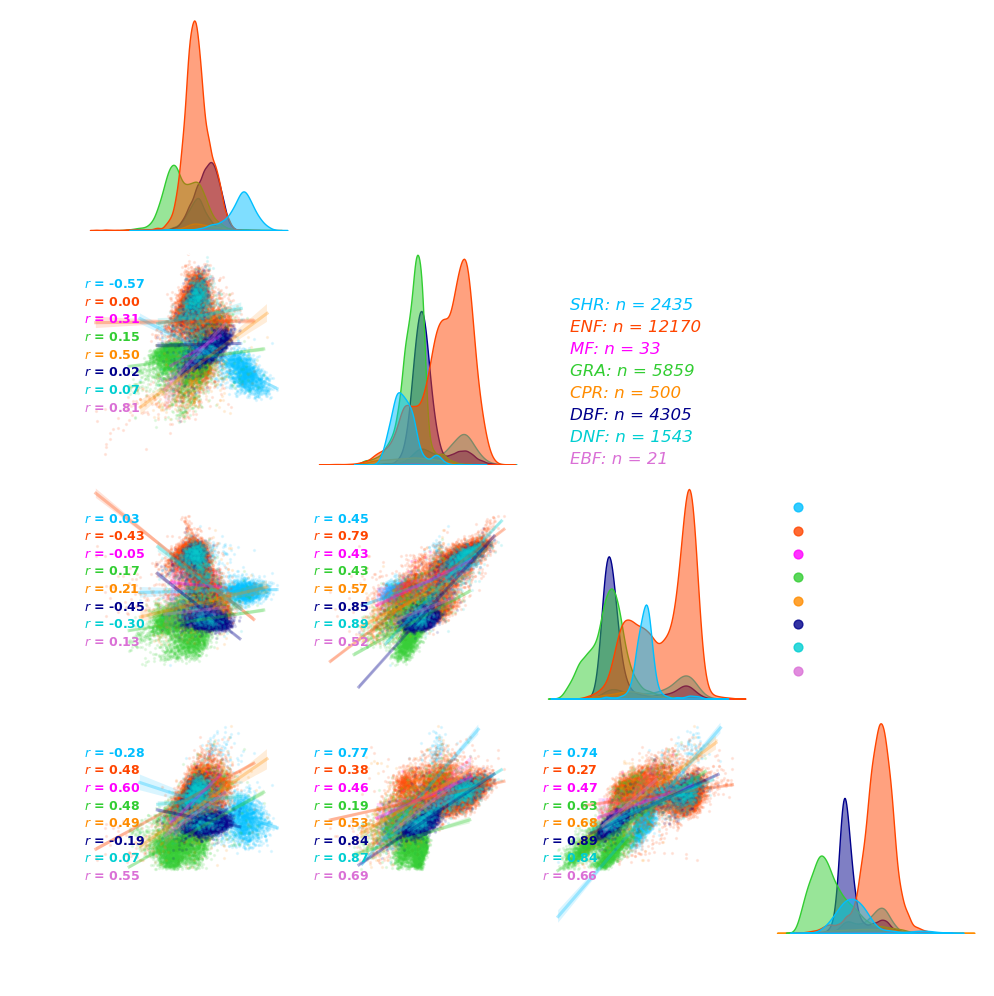 r = -0.57
r = 0.00
r = 0.31
r = 0.15
r = 0.50
r = 0.02
r = 0.07
r = 0.81
SHR: n = 2435
ENF: n = 12170
MF: n = 33
GRA: n = 5859
CPR: n = 500
DBF: n = 4305
DNF: n = 1543
EBF: n = 21
r = 0.03
r = -0.43
r = -0.05
r = 0.17
r = 0.21
r = -0.45
r = -0.30
r = 0.13
r = 0.45
r = 0.79
r = 0.43
r = 0.43
r = 0.57
r = 0.85
r = 0.89
r = 0.52
r = -0.28
r = 0.48
r = 0.60
r = 0.48
r = 0.49
r = -0.19
r = 0.07
r = 0.55
r = 0.77
r = 0.38
r = 0.46
r = 0.19
r = 0.53
r = 0.84
r = 0.87
r = 0.69
r = 0.74
r = 0.27
r = 0.47
r = 0.63
r = 0.68
r = 0.89
r = 0.84
r = 0.66